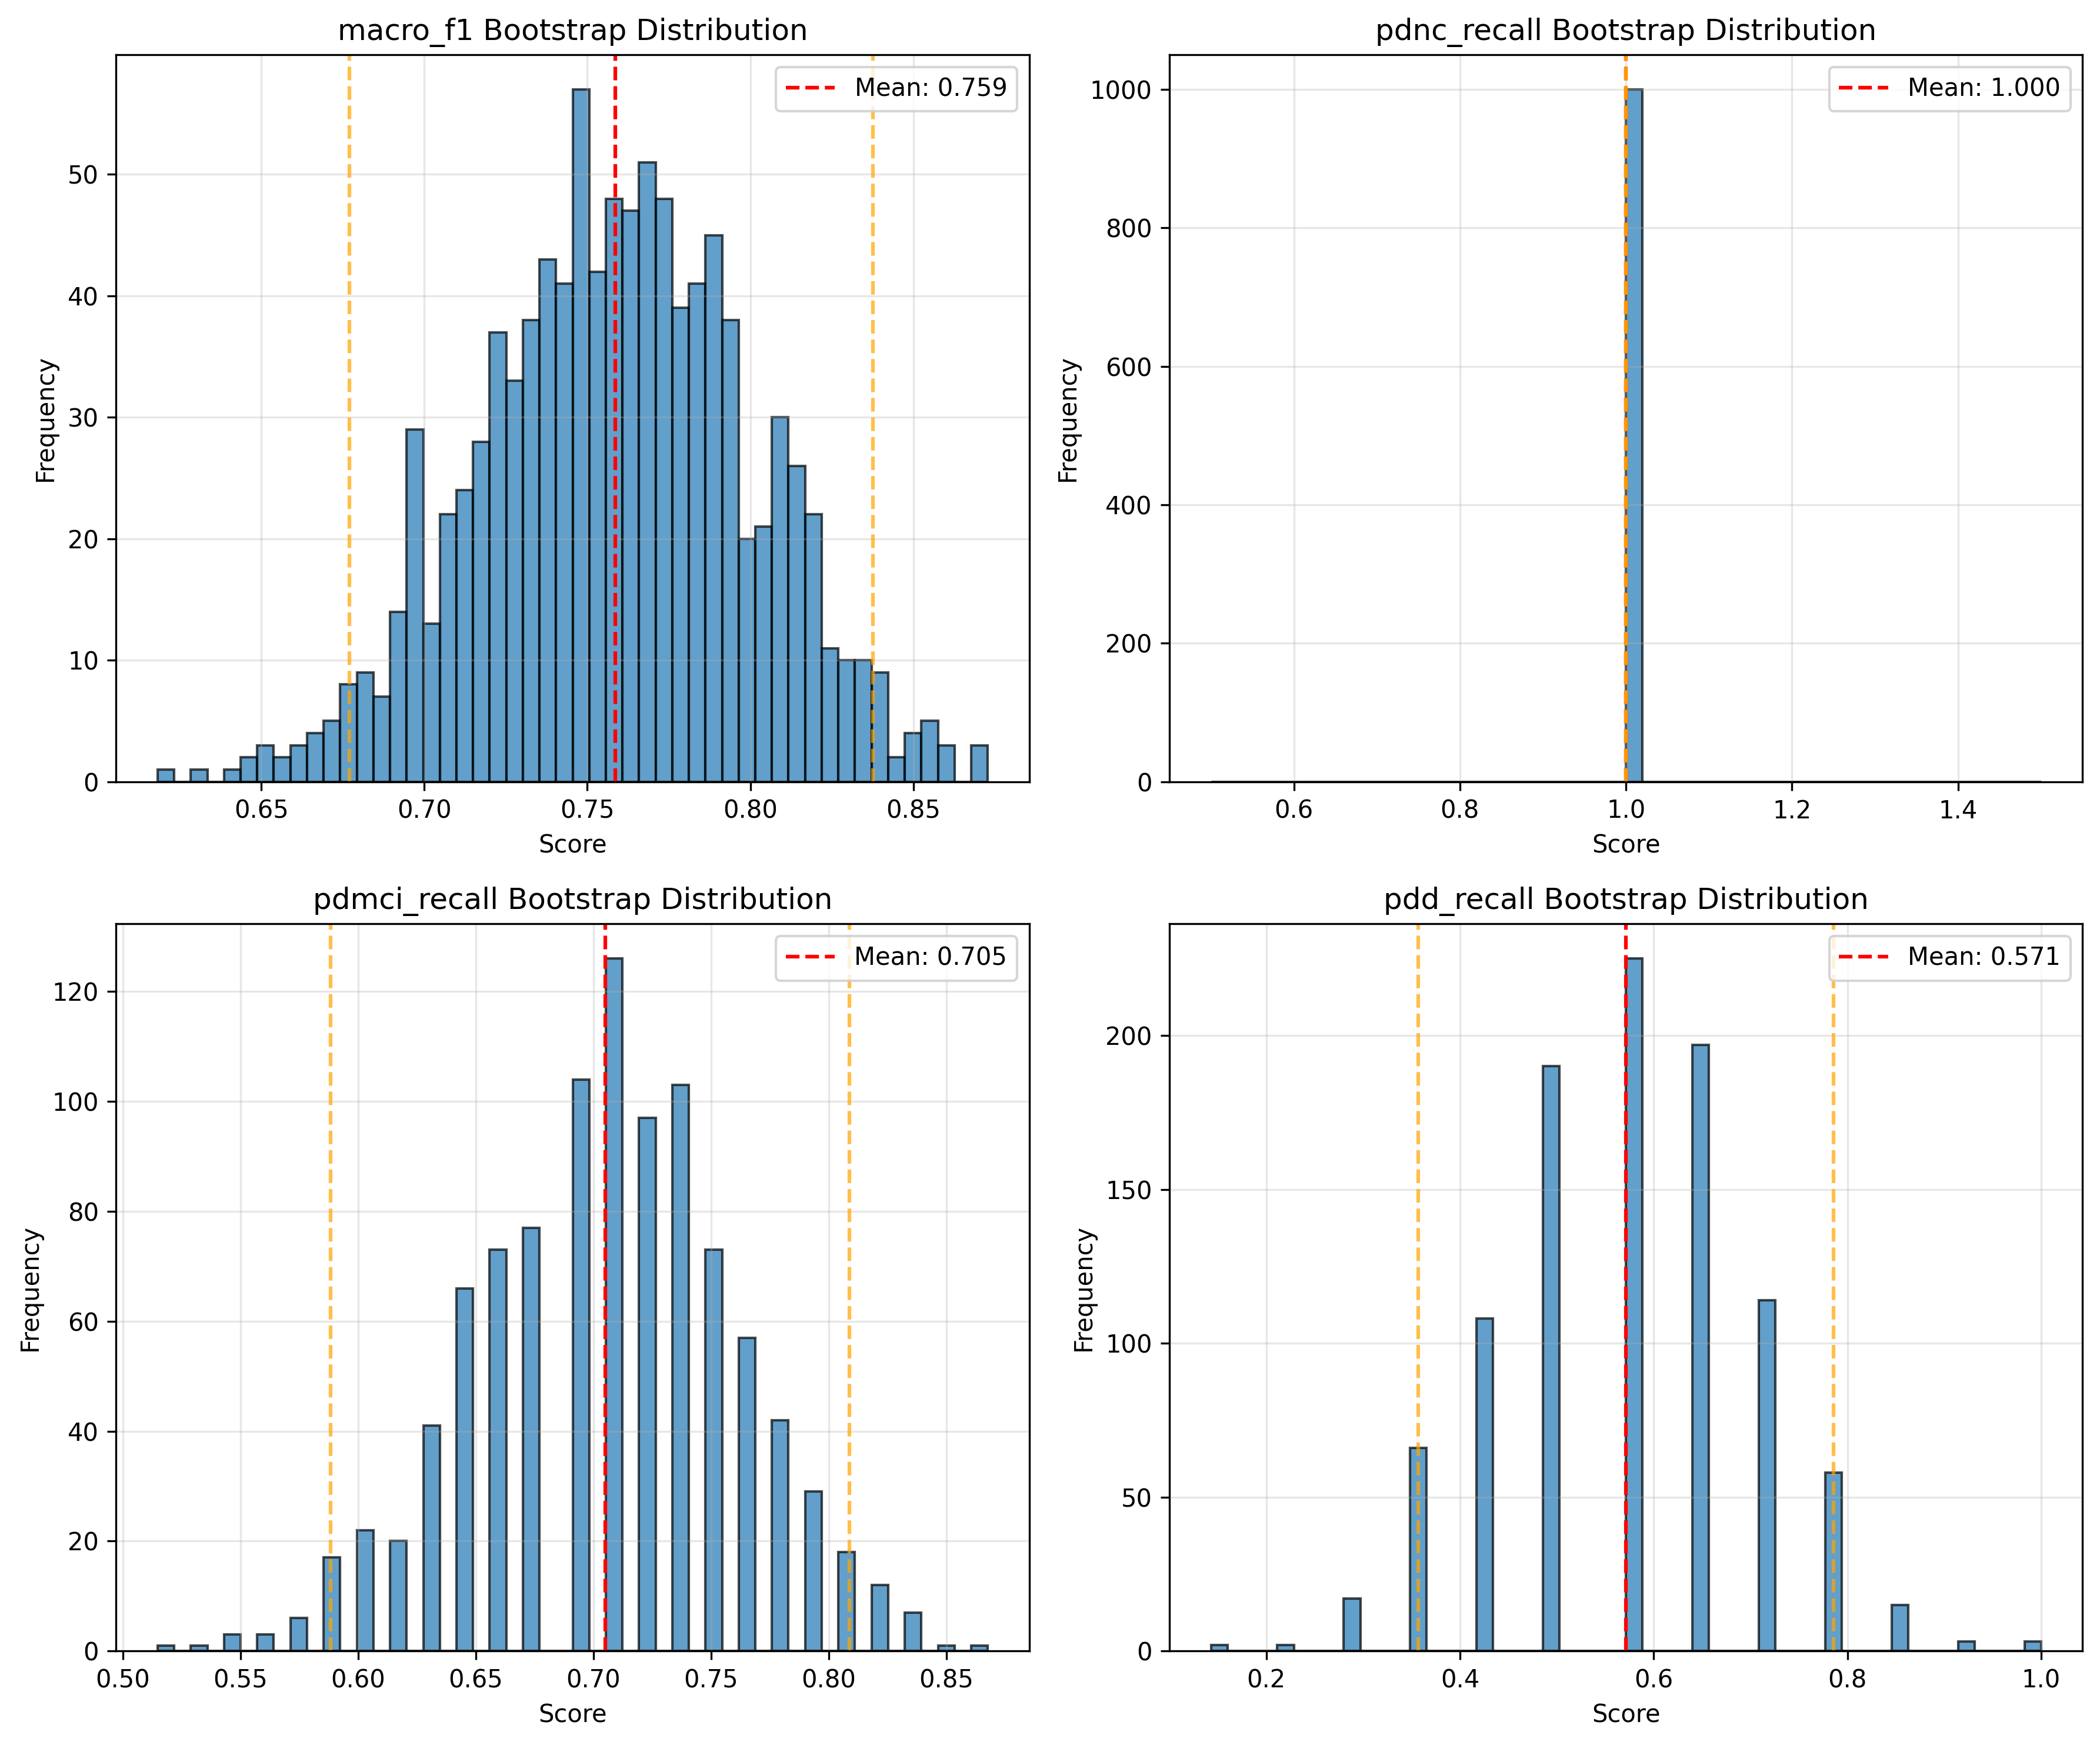 macro_f1 Bootstrap Distribution
Mean: 0.759
Frequency
50
40
30
20
10
0
0.65 0.70 0.75 0.80 0.85
Score
pdnc_recall Bootstrap Distribution
Mean: 1.000
Frequency
1000
800
600
400
200
0
0.6 0.8 1.0 1.2 1.4
Score
pdmci_recall Bootstrap Distribution
Mean: 0.705
Frequency
120
100
80
60
40
20
0
0.50 0.55 0.60 0.65 0.70 0.75 0.80 0.85
Score
pdd_recall Bootstrap Distribution
Mean: 0.571
Frequency
200
150
100
50
0
0.2 0.4 0.6 0.8 1.0
Score